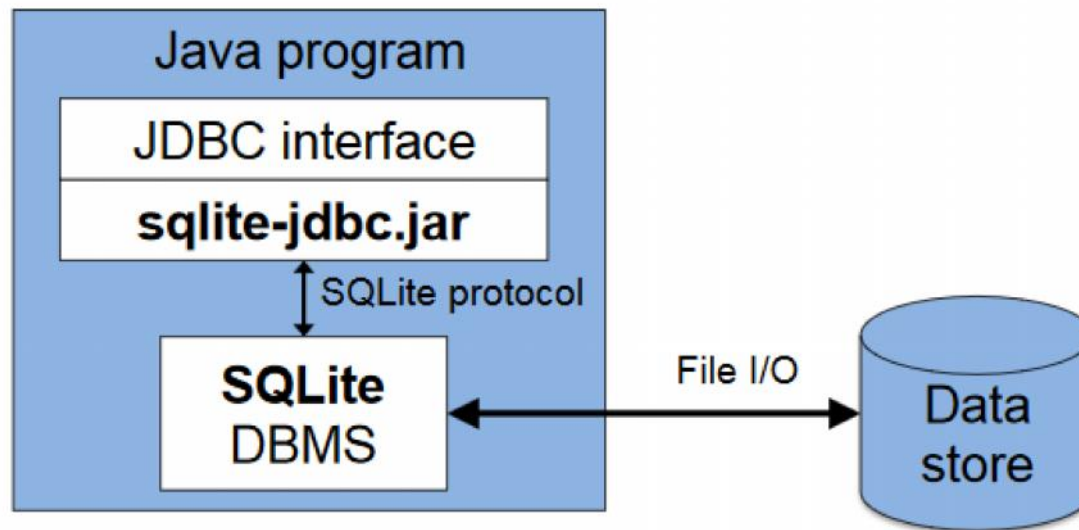 Java program
JDBC interface
sqlite-jdbc.jar
SQLite protocol
SQLite
DBMS
File I/O
Data
store